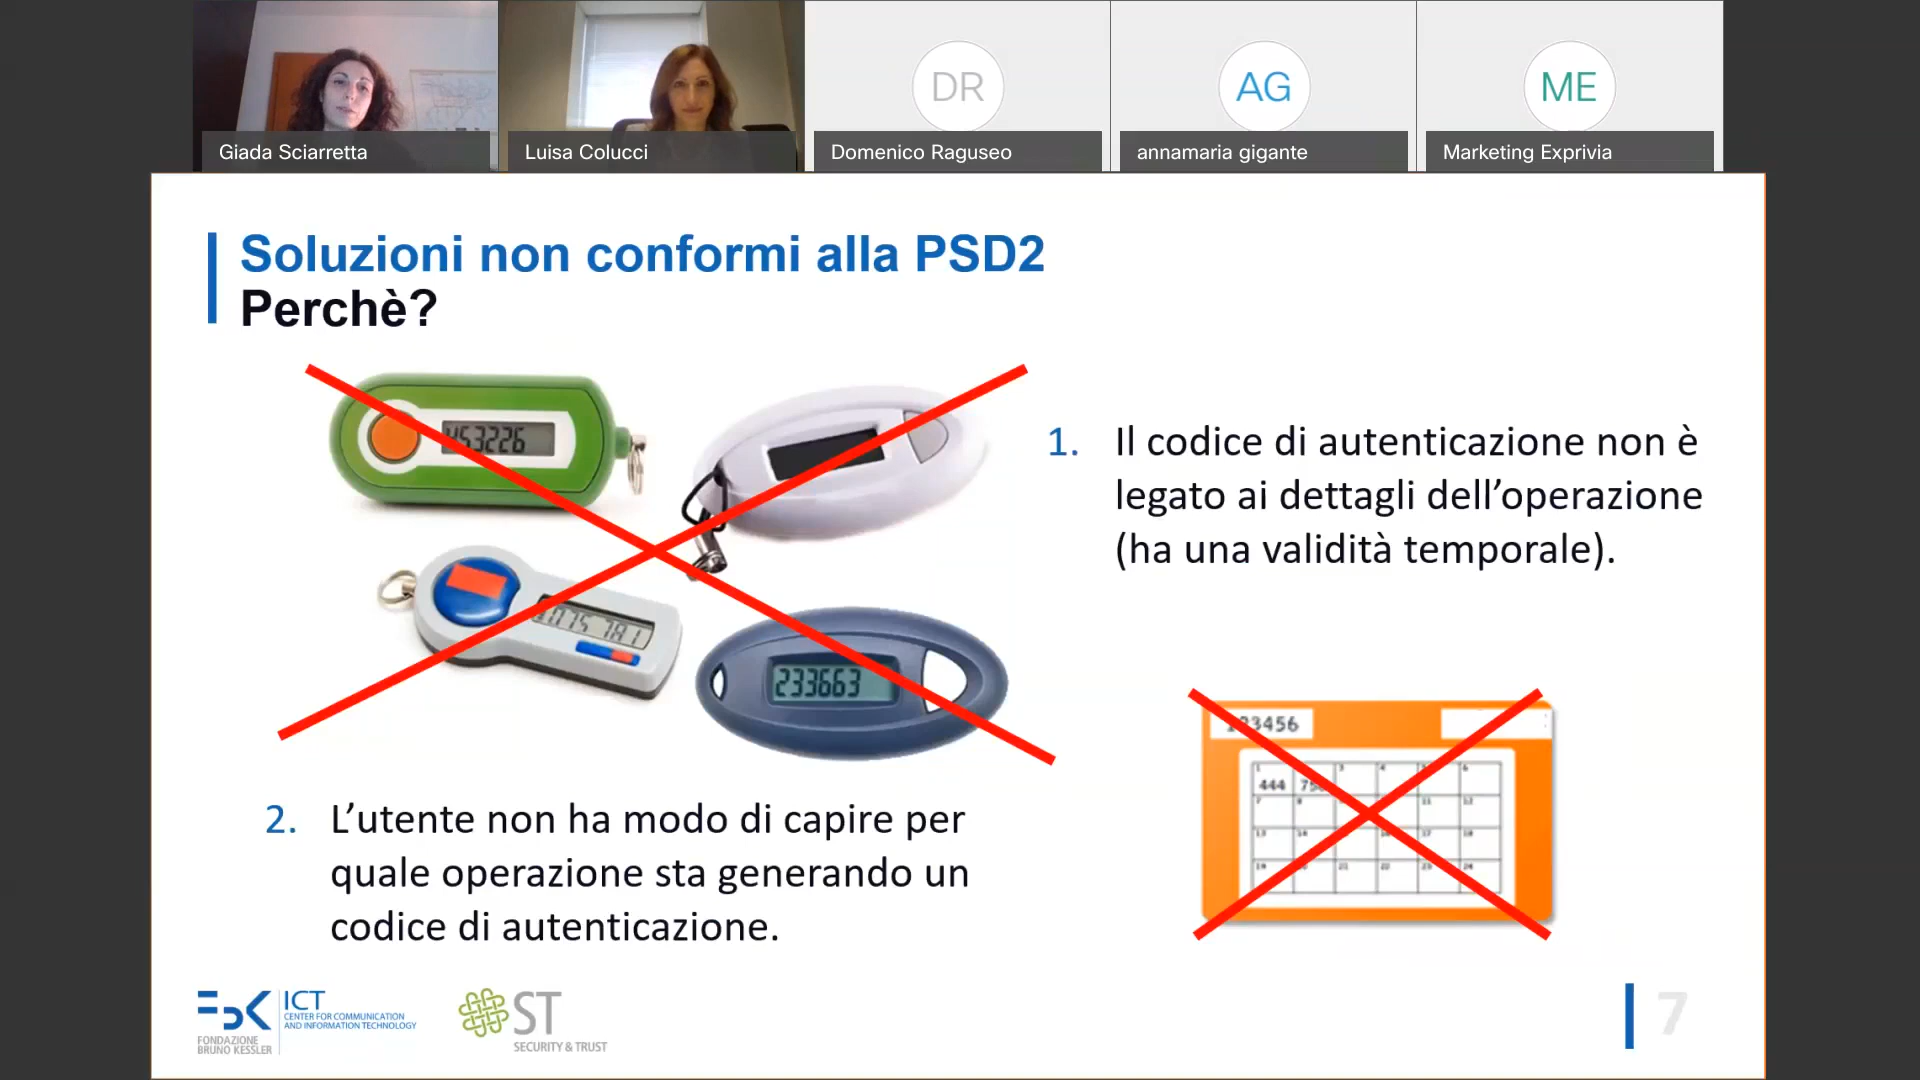 DR
AG
ME
Giada Sciarretta
Luisa Colucci
Domenico Raguseo
annamaria gigante
Marketing Exprivia
Soluzioni non conformi alla PSD2
Perchè?
453226
233663
1. Il codice di autenticazione non è
legato ai dettagli dell’operazione
(ha una validità temporale).
2. L’utente non ha modo di capire per
quale operazione sta generando un
codice di autenticazione.
123456
444
FBK
FONDAZIONE
BRUNO KESSLER
ICT
CENTER FOR COMMUNICATION
AND INFORMATION TECHNOLOGY
ST
SECURITY & TRUST
7